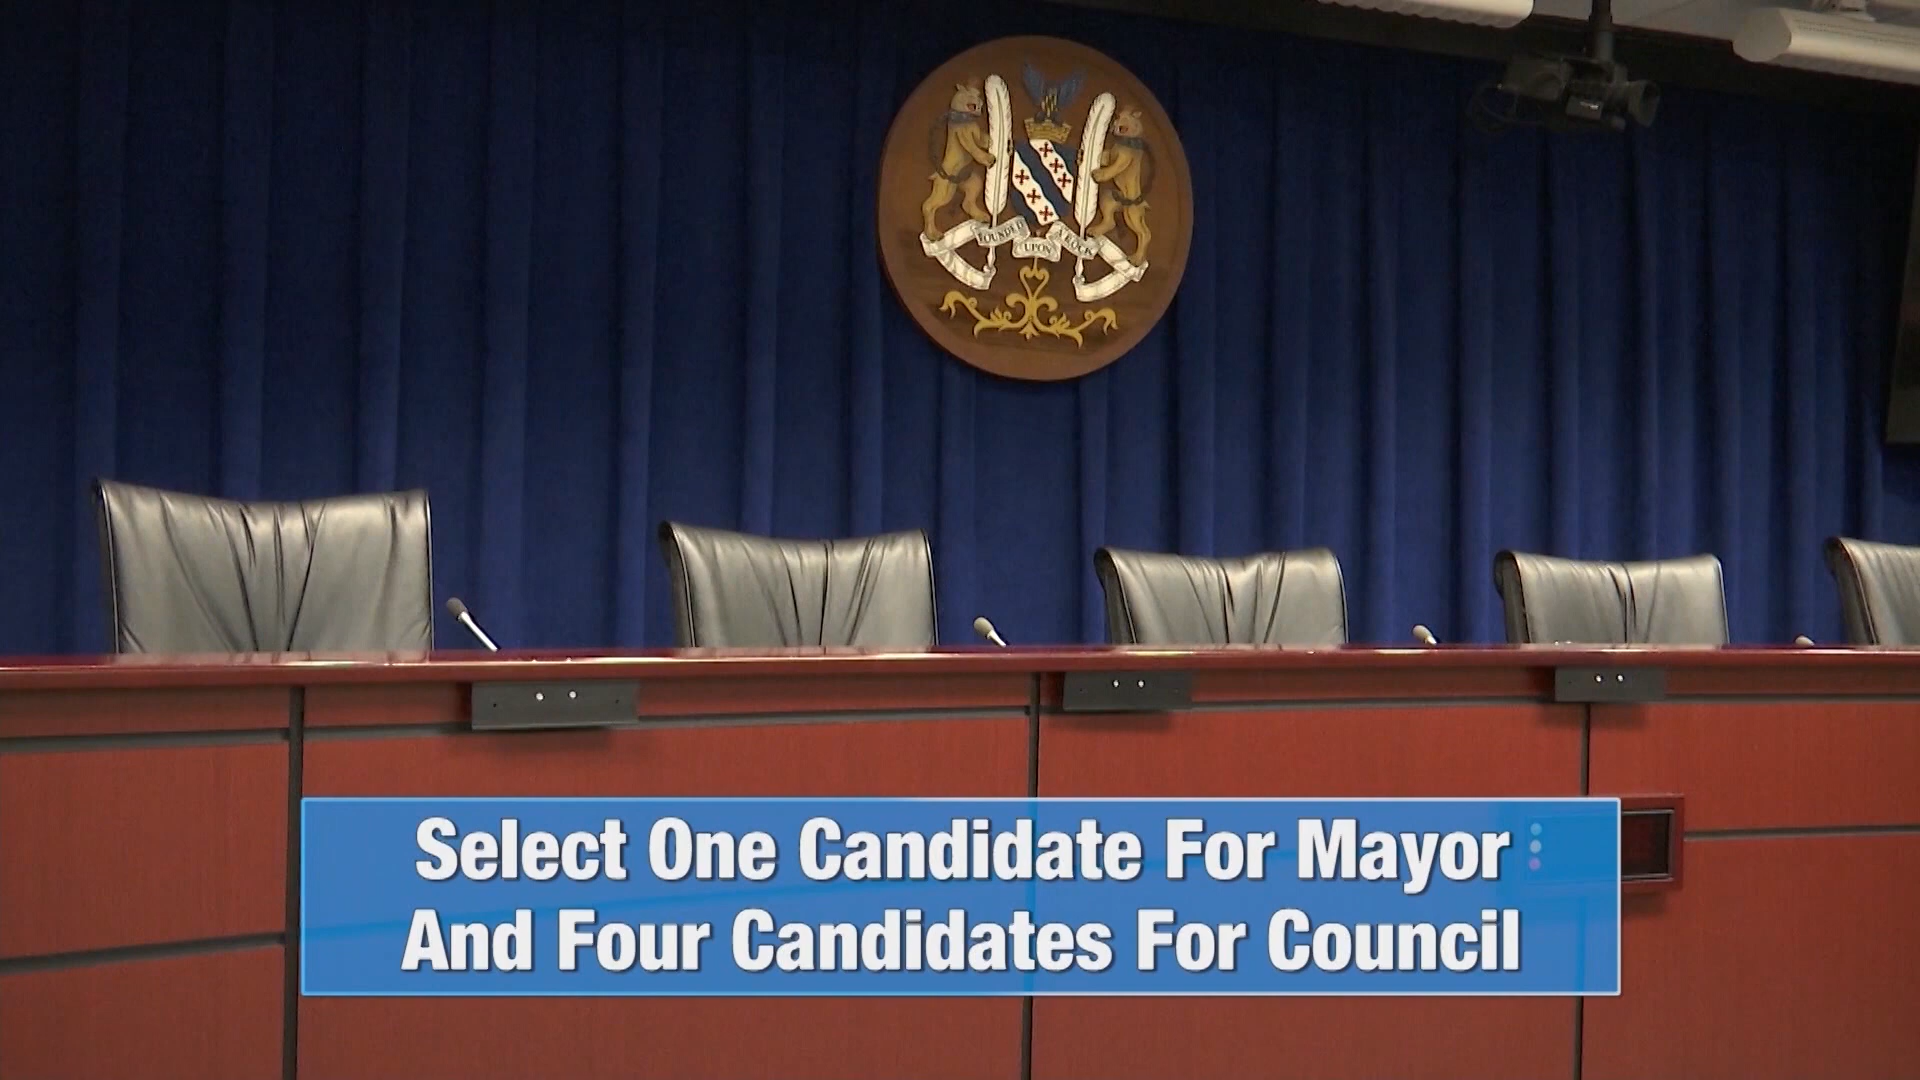 FOUNDED UPON A ROCK
Select One Candidate For Mayor
And Four Candidates For Council